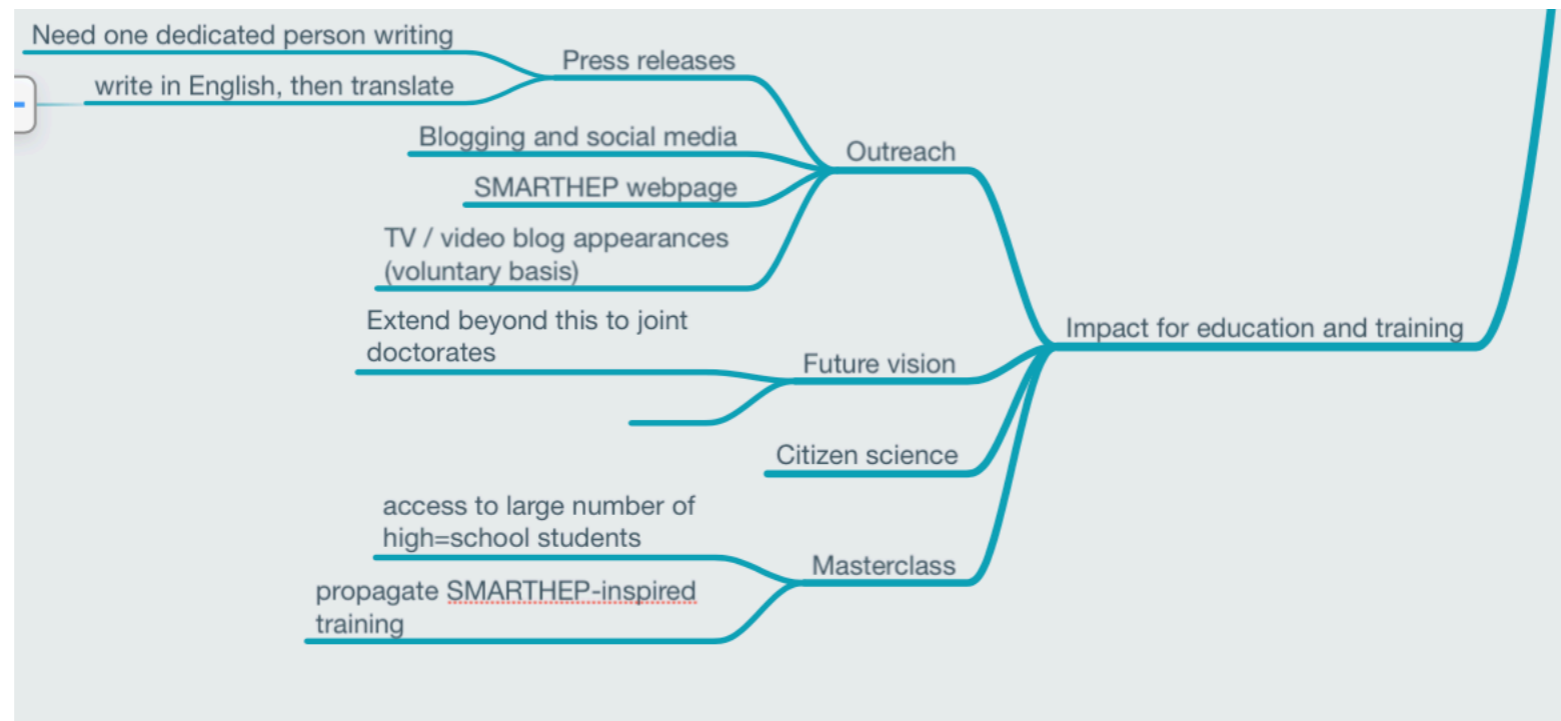 Need one dedicated person writing
write in English, then translate
Press releases
Blogging and social media
SMARTHEP webpage
TV / video blog appearances
(voluntary basis)
Outreach
Extend beyond this to joint
doctorates
Future vision
Impact for education and training
Citizen science
access to large number of
high=school students
propagate SMARTHEP-inspired
training
Masterclass